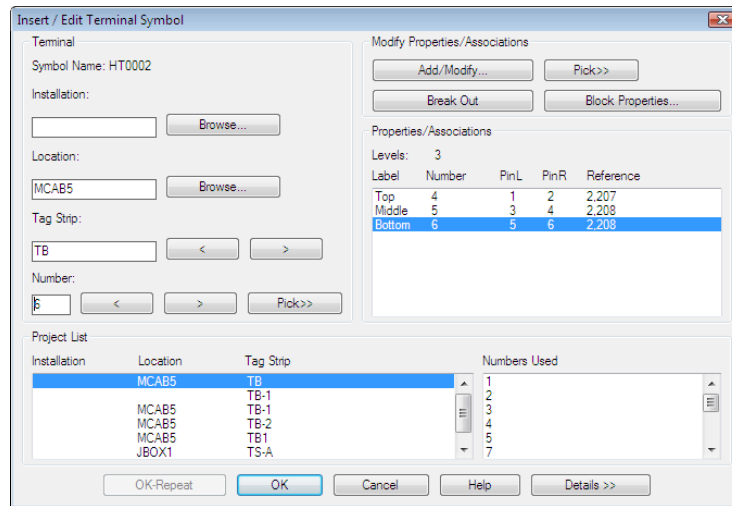 Insert / Edit Terminal Symbol
Terminal
Symbol Name: HT0002
Installation:
Browse...
Location:
MCAB5
Browse...
Tag Strip:
TB
< >
Number:
6
< > Pick>>
Modify Properties/Associations
Add/Modify... Pick>>
Break Out Block Properties...
Properties/Associations
Levels: 3
Label Number PinL PinR Reference
Top 4 1 2 2,207
Middle 5 3 4 2,208
Bottom 6 5 6 2,208
Project List
Installation Location Tag Strip
MCAB5 TB
TB-1
MCAB5 TB-1
MCAB5 TB-2
MCAB5 TB1
JBOX1 TS-A
Numbers Used
1
2
3
4
5
7
OK-Repeat OK Cancel Help Details >>